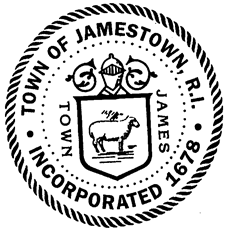 TOWN OF JAMESTOWN, R.I.
JAMES
TOWN
• INCORPORATED 1678 •